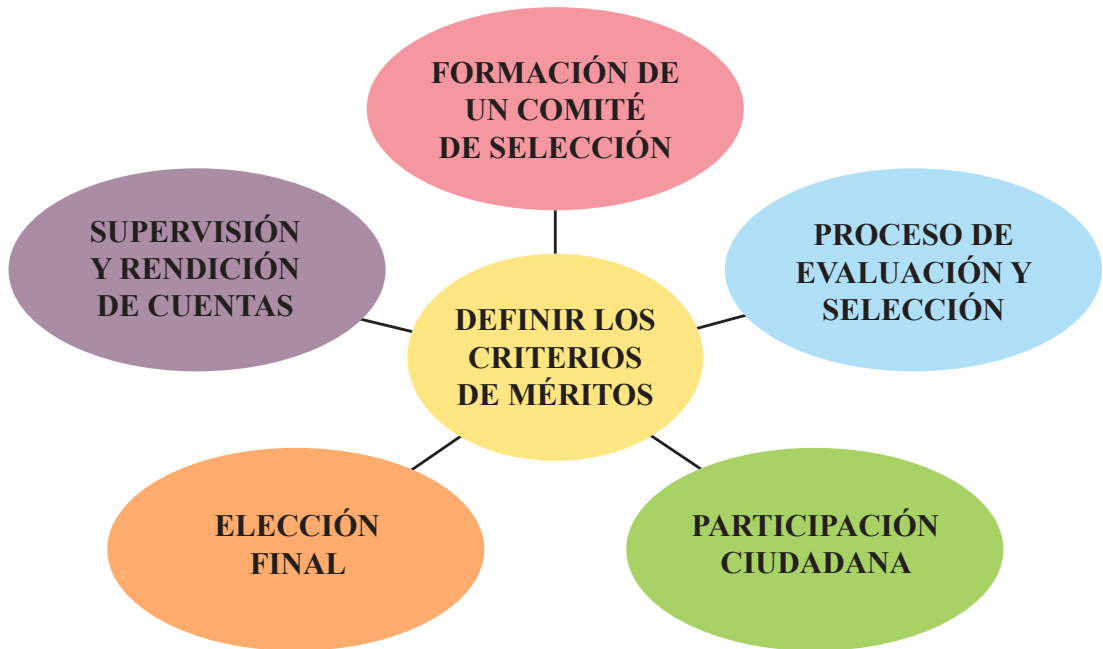 FORMACIÓN DE
UN COMITÉ
DE SELECCIÓN
SUPERVISIÓN
Y RENDICIÓN
DE CUENTAS
PROCESO DE
EVALUACIÓN Y
SELECCIÓN
DEFINIR LOS
CRITERIOS
DE MÉRITOS
ELECCIÓN
FINAL
PARTICIPACIÓN
CIUDADANA